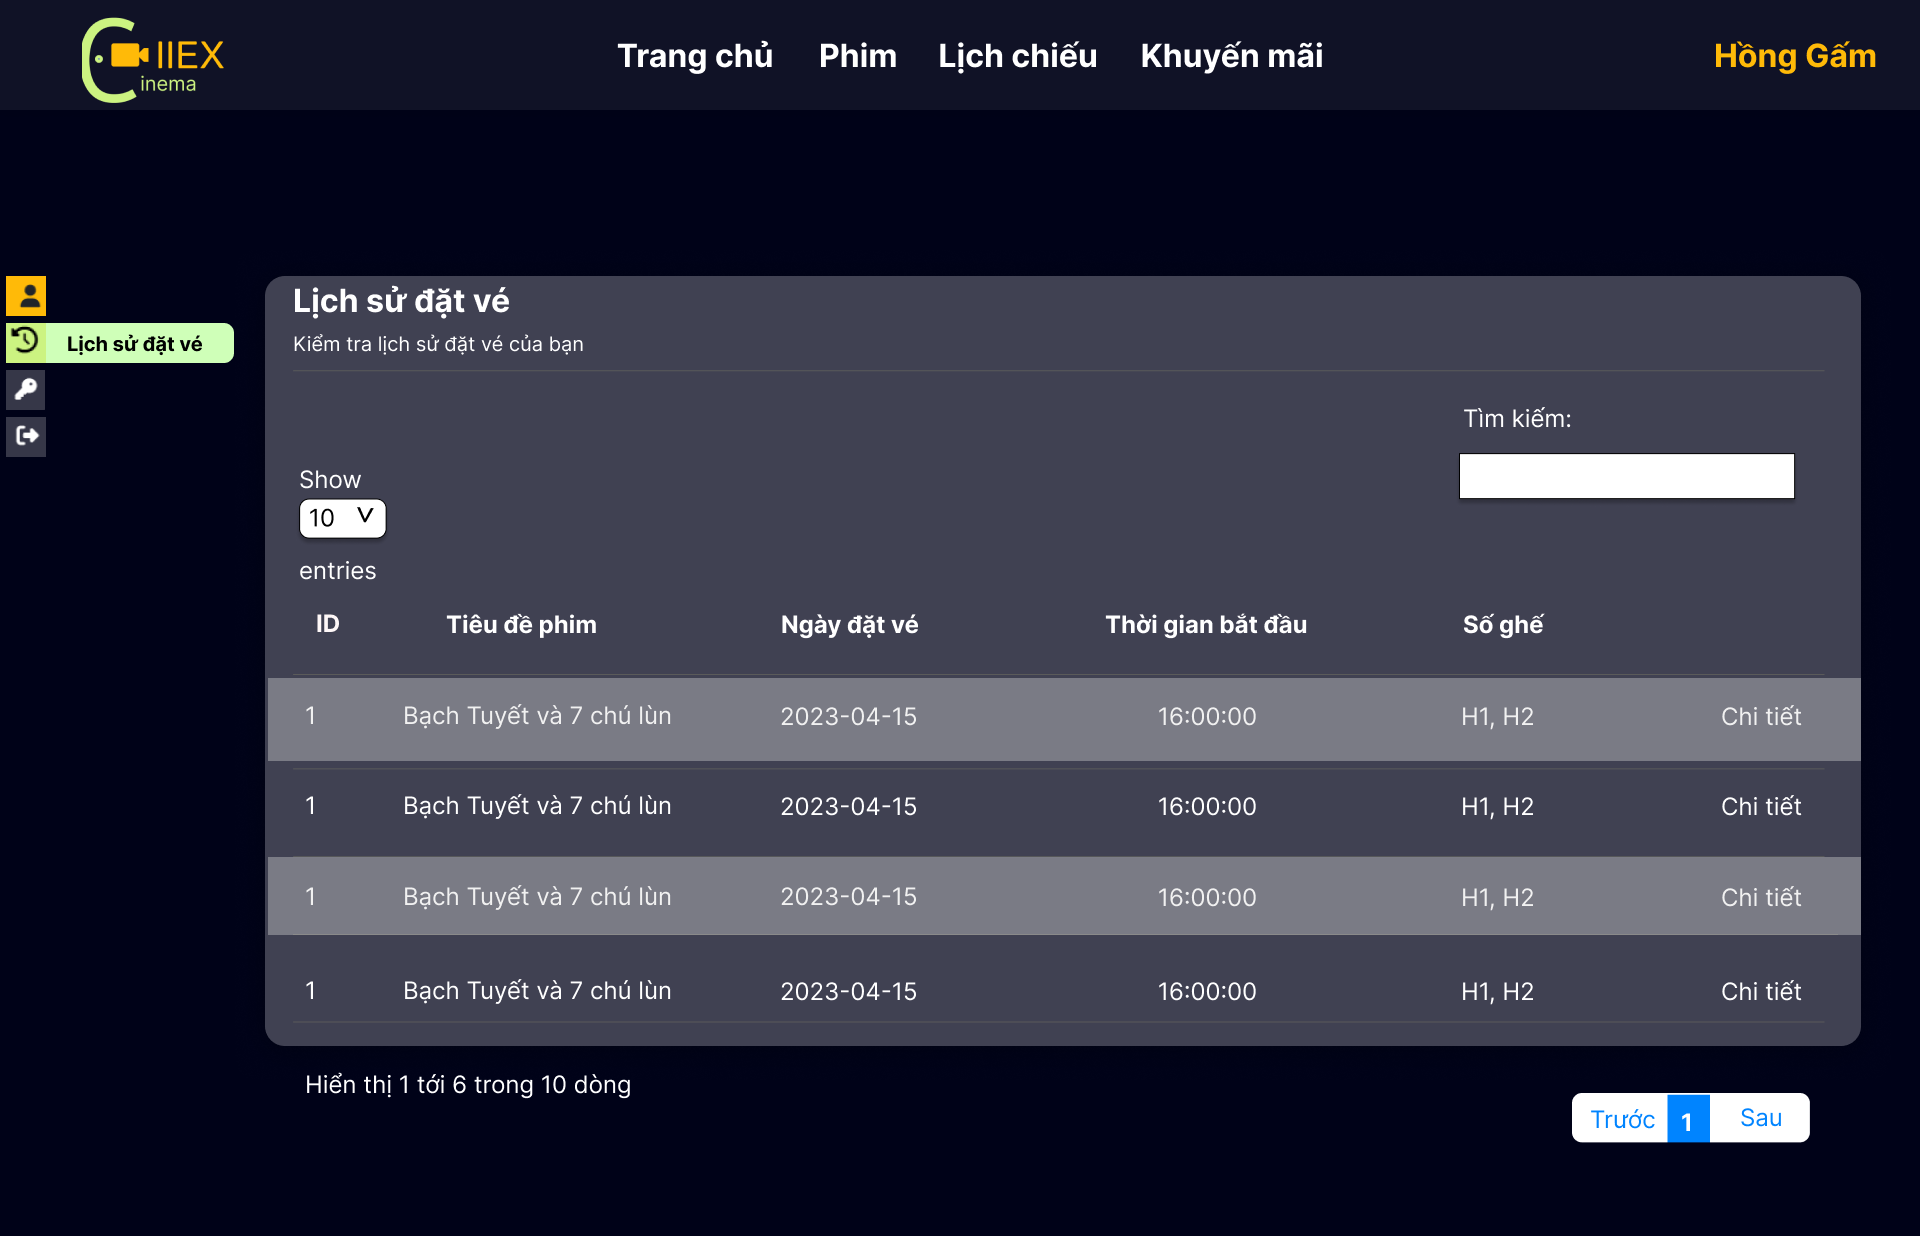 IIEX
inema
Trang chủ Phim Lịch chiếu Khuyến mãi Hồng Gấm
Lịch sử đặt vé
Lịch sử đặt vé
Kiểm tra lịch sử đặt vé của bạn
Tìm kiếm:
Show
10 V
entries
ID Tiêu đề phim Ngày đặt vé Thời gian bắt đầu Số ghế
1 Bạch Tuyết và 7 chú lùn 2023-04-15 16:00:00 H1, H2 Chi tiết
1 Bạch Tuyết và 7 chú lùn 2023-04-15 16:00:00 H1, H2 Chi tiết
1 Bạch Tuyết và 7 chú lùn 2023-04-15 16:00:00 H1, H2 Chi tiết
1 Bạch Tuyết và 7 chú lùn 2023-04-15 16:00:00 H1, H2 Chi tiết
Hiển thị 1 tới 6 trong 10 dòng
Trước 1 Sau